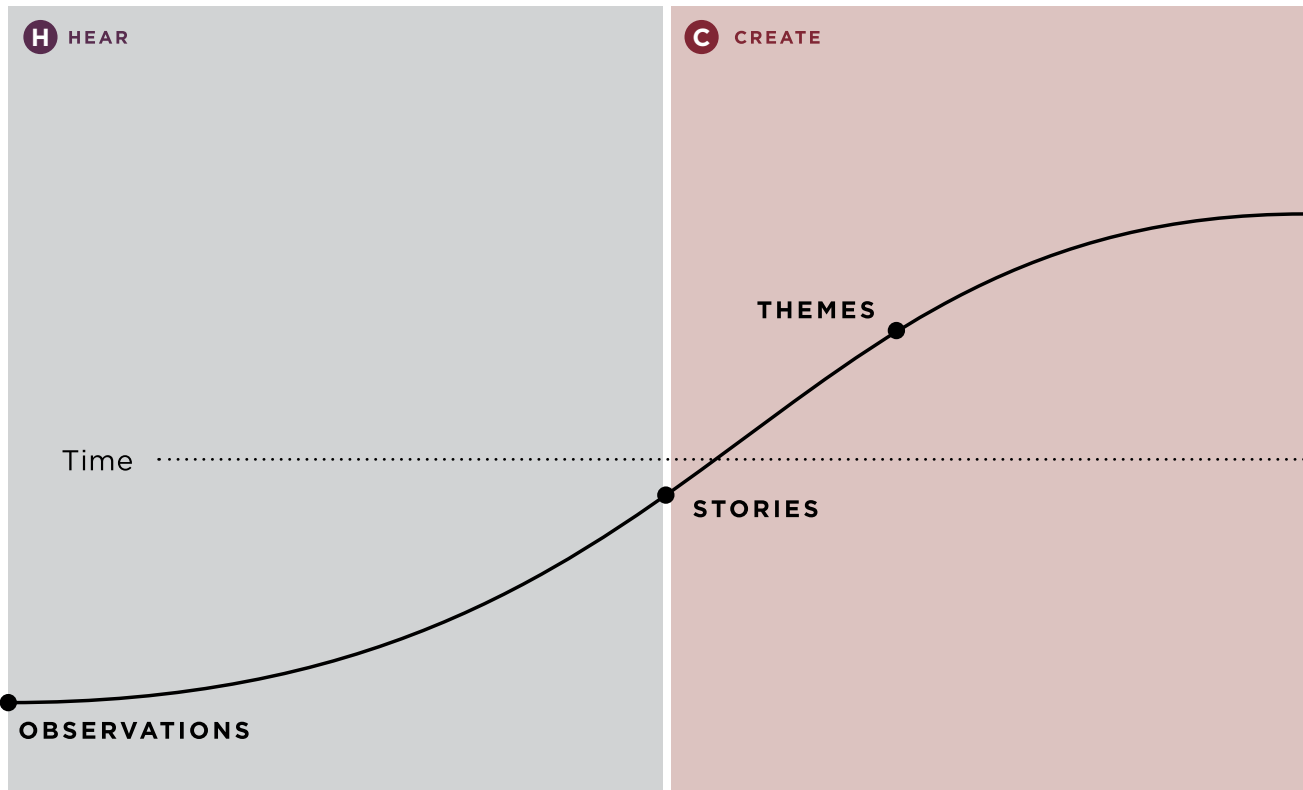 H HEAR
C CREATE
THEMES
Time
STORIES
OBSERVATIONS